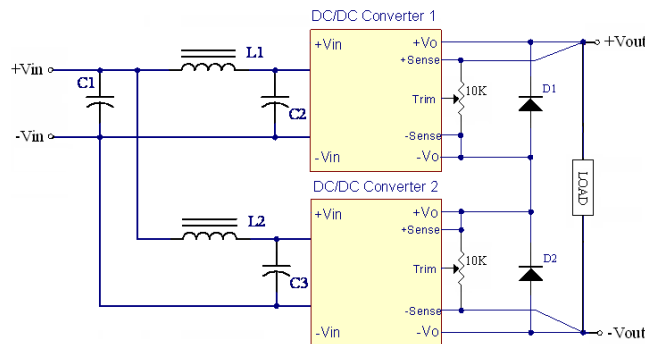 DC/DC Converter 1
+Vin
C1
-Vin
L1
C2
+Vin
-Vin
+Vo
+Sense
Trim
-Sense
-Vo
10K
D1
+Vout
LOAD
DC/DC Converter 2
L2
C3
+Vin
-Vin
+Vo
+Sense
Trim
-Sense
-Vo
10K
D2
-Vout